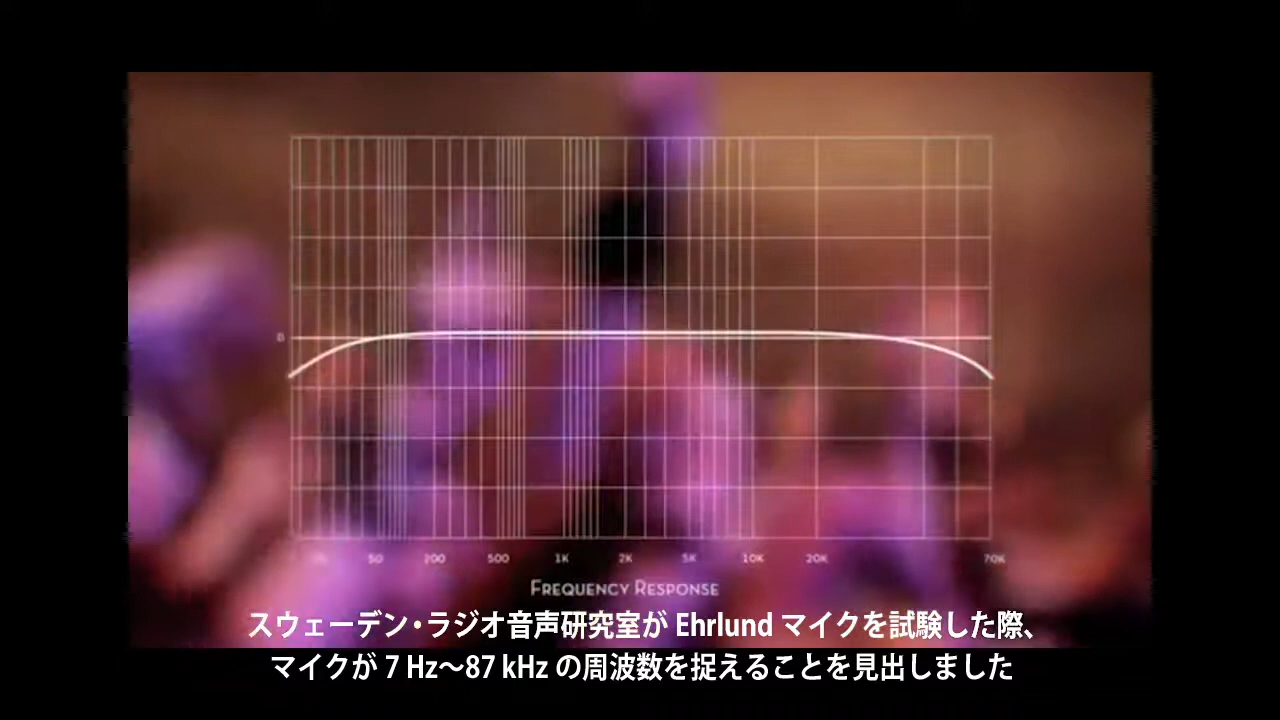 0
50 200 500 1K 2K 5K 10K 20K 70K
FREQUENCY RESPONSE
スウェーデン・ラジオ音声研究室が Ehrlund マイクを試験した際、
マイクが 7 Hz～87 kHz の周波数を捉えることを見出しました